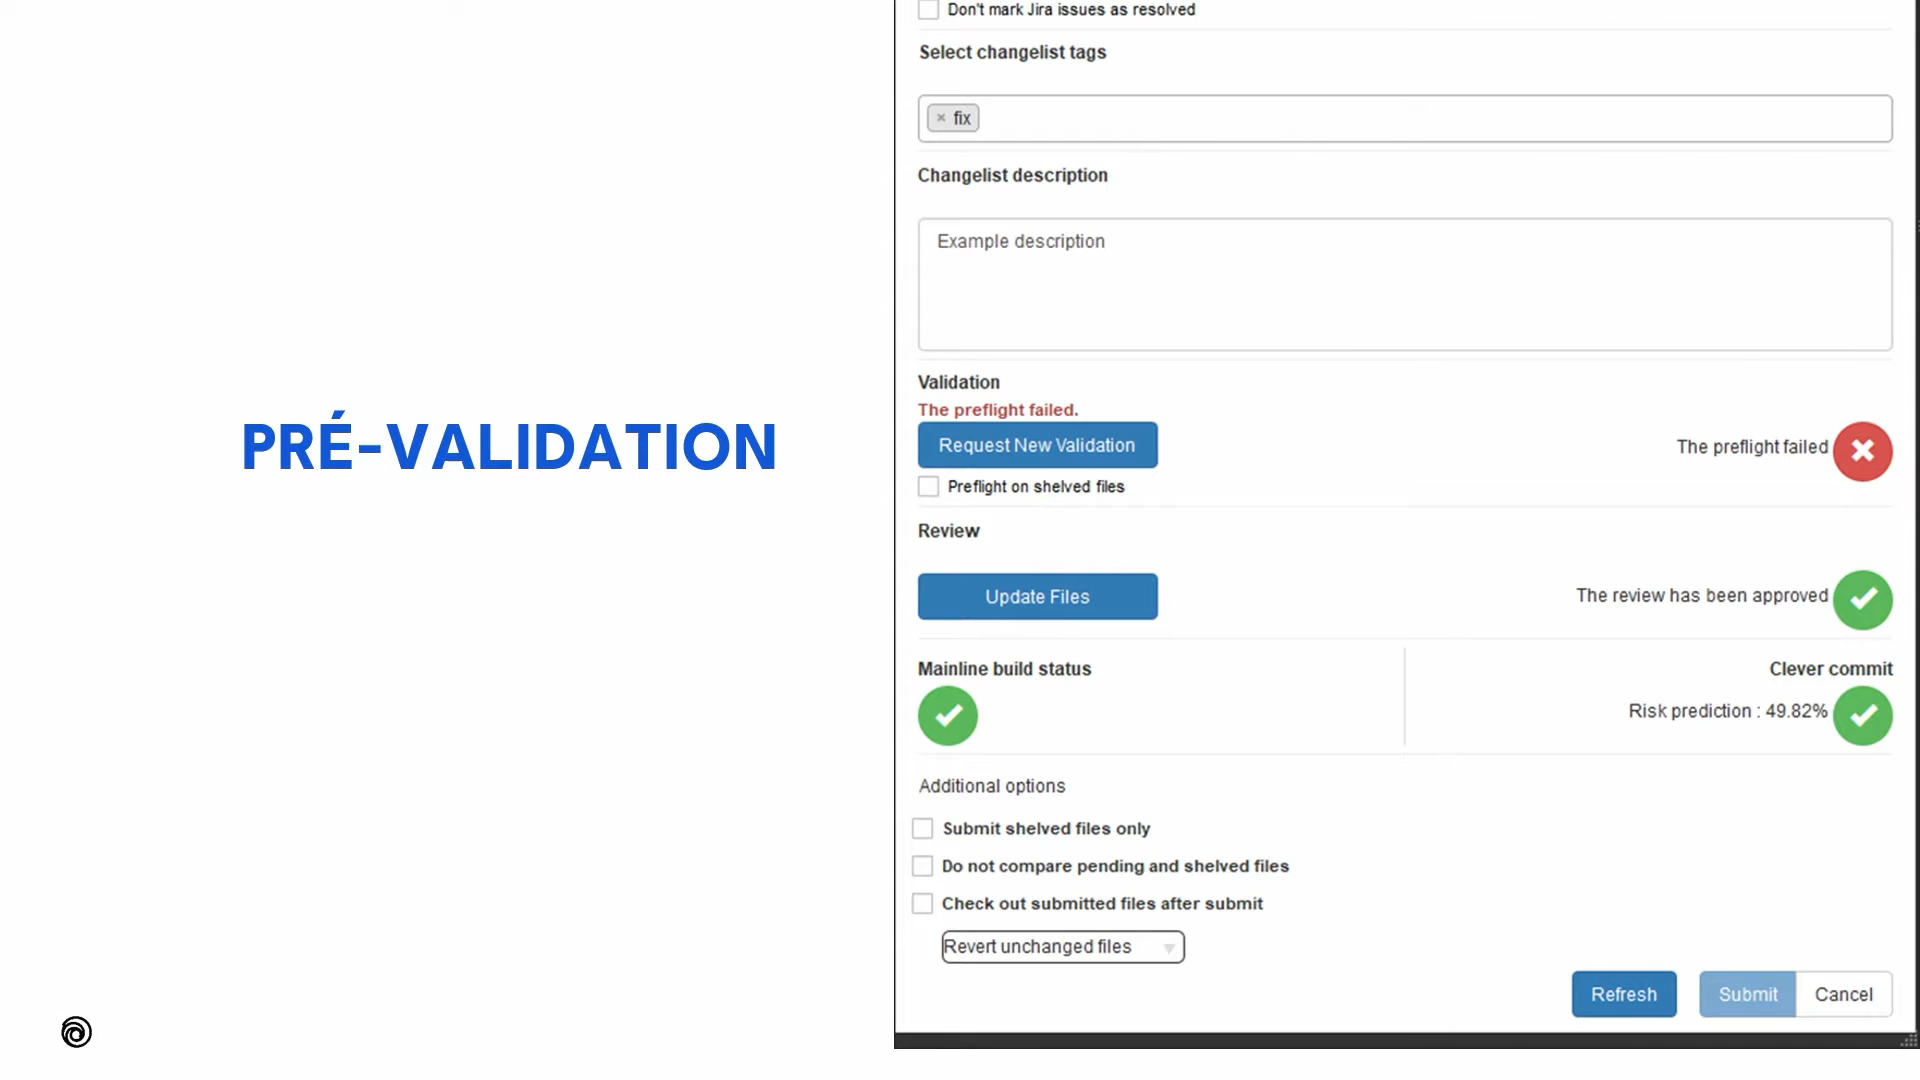 PRÉ-VALIDATION
Don't mark Jira issues as resolved
Select changelist tags
× fix
Changelist description
Example description
Validation
The preflight failed.
Request New Validation
The preflight failed
Preflight on shelved files
Review
Update Files
The review has been approved
Mainline build status
Clever commit
Risk prediction : 49.82%
Additional options
Submit shelved files only
Do not compare pending and shelved files
Check out submitted files after submit
Revert unchanged files
Refresh
Submit
Cancel